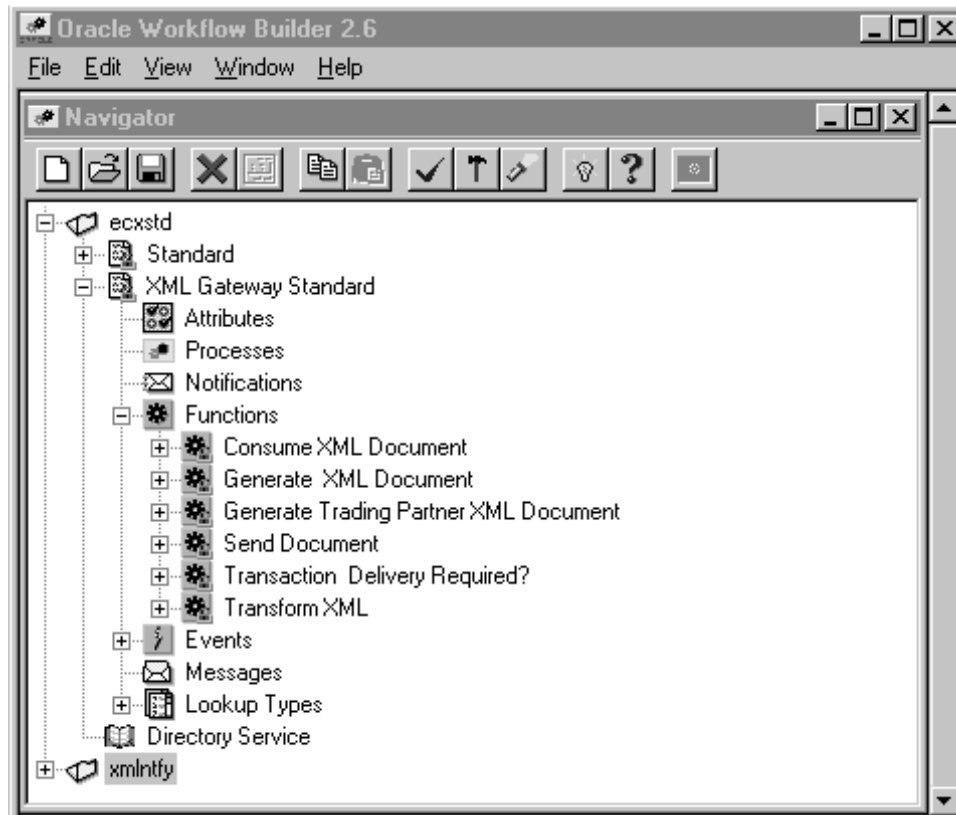 Oracle Workflow Builder 2.6
File Edit View Window Help
Navigator
ecxstd
Standard
XML Gateway Standard
Attributes
Processes
Notifications
Functions
Consume XML Document
Generate XML Document
Generate Trading Partner XML Document
Send Document
Transaction Delivery Required?
Transform XML
Events
Messages
Lookup Types
Directory Service
xmlntfy